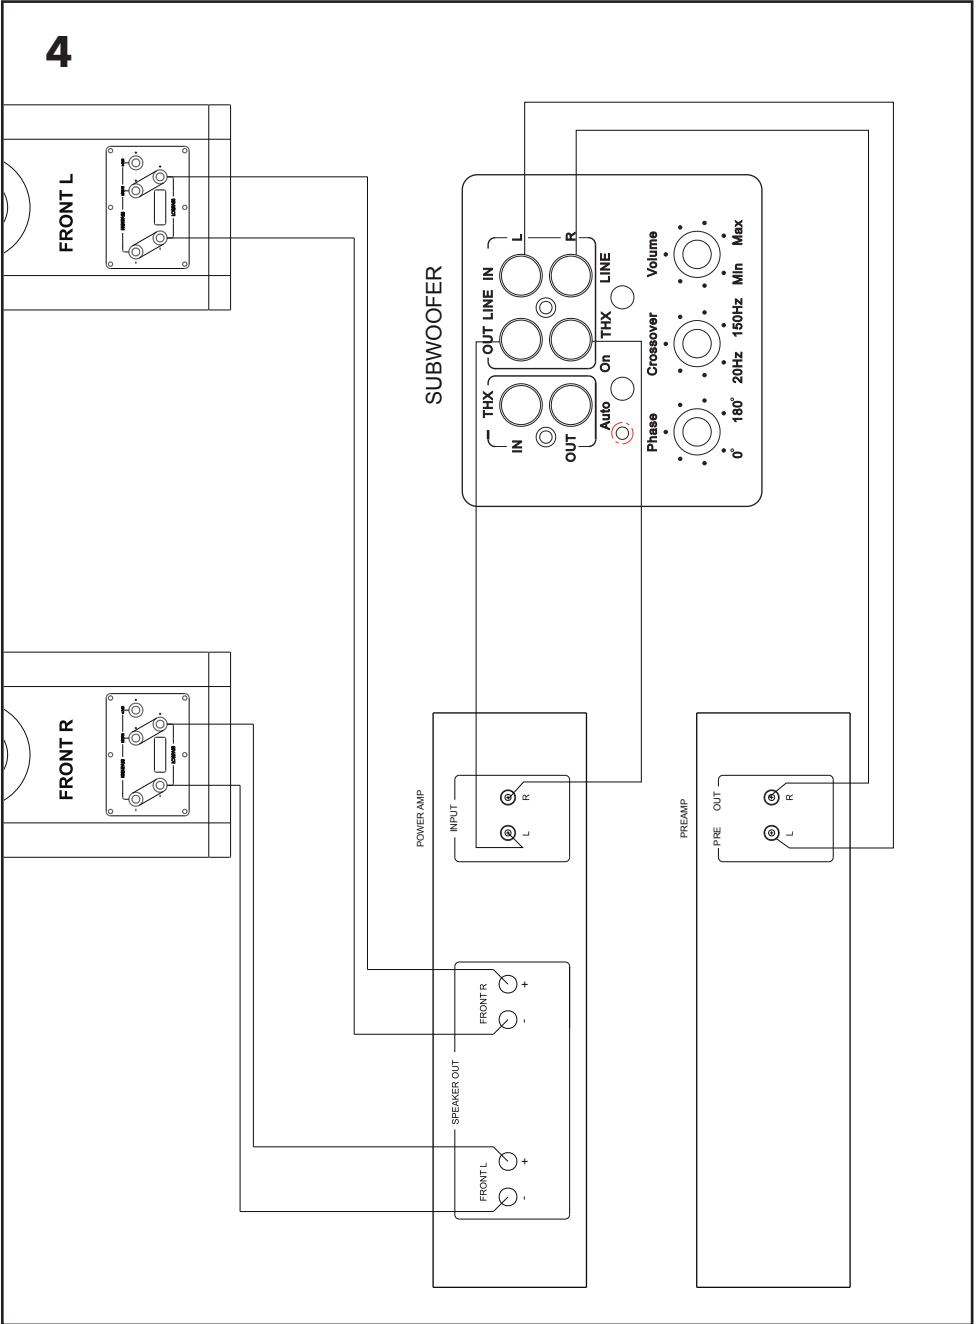 4
FRONT L
FRONT R
SUBWOOFER
THX
OUT LINE IN
IN
L
OUT
R
Auto
On
THX
LINE
Phase
Crossover
Volume
0° 180°
20Hz 150Hz
Min Max
POWER AMP
INPUT
L
R
SPEAKER OUT
FRONT L
- +
FRONT R
- +
PREAMP
PRE OUT
L
R